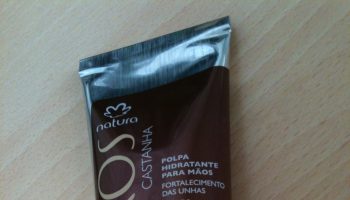 natura
OS
CASTANHA
POLPA
HIDRATANTE
PARA MÃOS
FORTALECIMENTO
DAS UNHAS